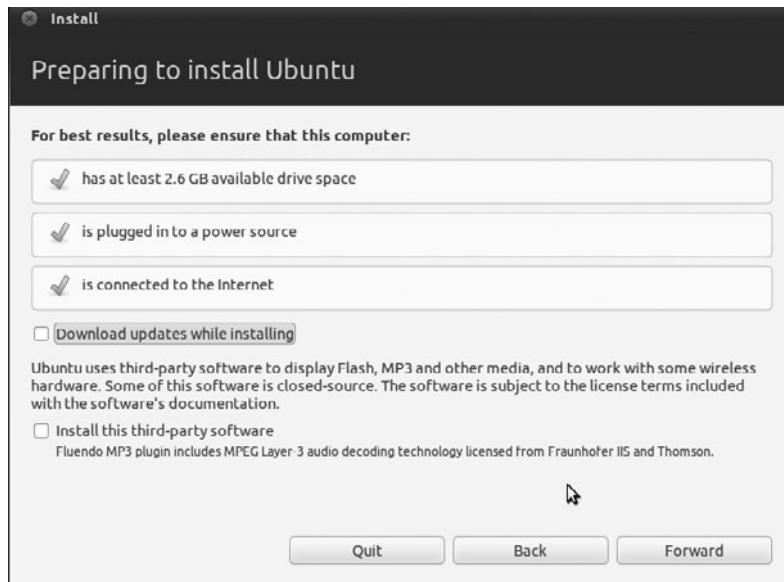 Install
Preparing to install Ubuntu
For best results, please ensure that this computer:
has at least 2.6 GB available drive space
is plugged in to a power source
is connected to the Internet
Download updates while installing
Ubuntu uses third-party software to display Flash, MP3 and other media, and to work with some wireless
hardware. Some of this software is closed-source. The software is subject to the license terms included
with the software's documentation.
Install this third-party software
Fluendo MP3 plugin includes MPEG Layer-3 audio decoding technology licensed from Fraunhofer IIS and Thomson.
Quit Back Forward